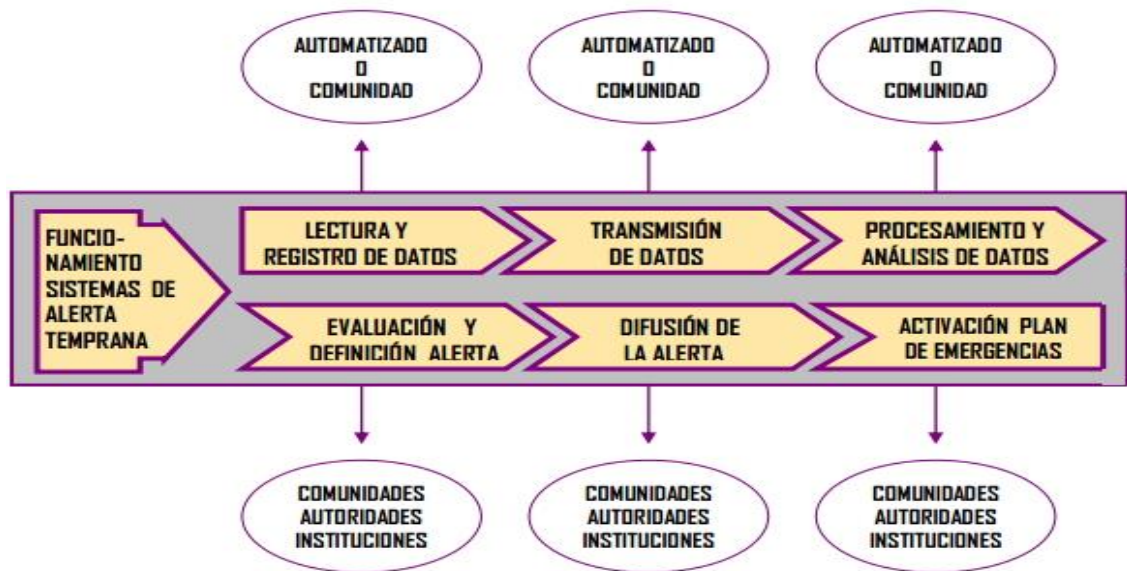 AUTOMATIZADO
O
COMUNIDAD
AUTOMATIZADO
O
COMUNIDAD
AUTOMATIZADO
O
COMUNIDAD
FUNCIO-
NAMIENTO
SISTEMAS DE
ALERTA
TEMPRANA
LECTURA Y
REGISTRO DE DATOS
TRANSMISIÓN
DE DATOS
PROCESAMIENTO Y
ANÁLISIS DE DATOS
EVALUACIÓN Y
DEFINICIÓN ALERTA
DIFUSIÓN DE
LA ALERTA
ACTIVACIÓN PLAN
DE EMERGENCIAS
COMUNIDADES
AUTORIDADES
INSTITUCIONES
COMUNIDADES
AUTORIDADES
INSTITUCIONES
COMUNIDADES
AUTORIDADES
INSTITUCIONES